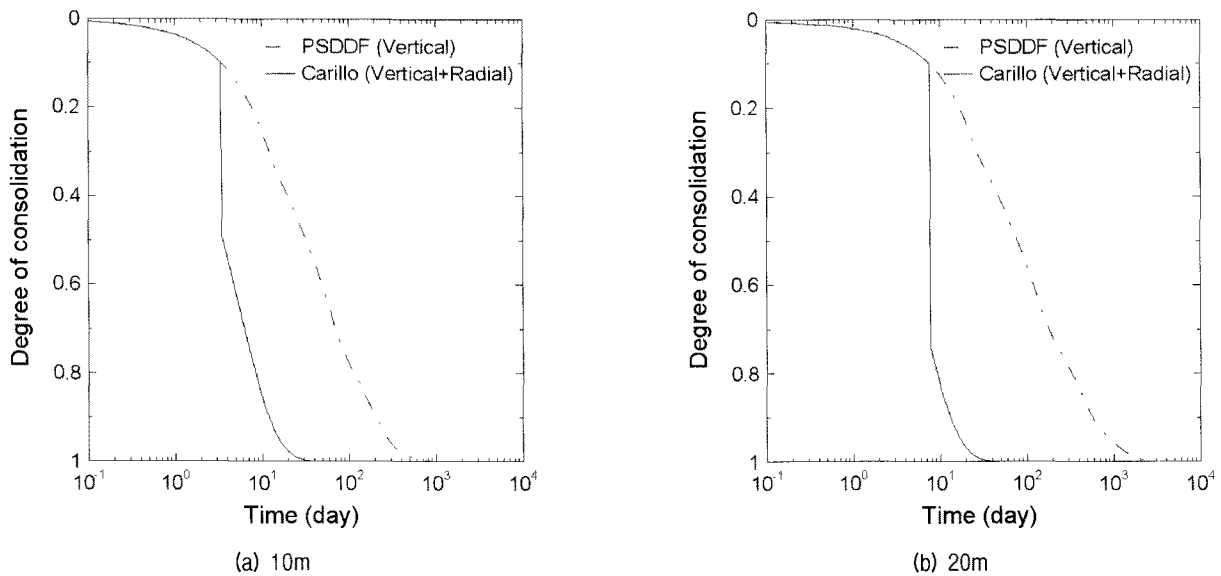 0
0.2
0.4
0.6
0.8
1
Degree of consolidation
PSDDF (Vertical)
Carillo (Vertical+Radial)
10⁻¹ 10⁰ 10¹ 10² 10³ 10⁴
Time (day)
(a) 10m
0
0.2
0.4
0.6
0.8
1
Degree of consolidation
PSDDF (Vertical)
Carillo (Vertical+Radial)
10⁻¹ 10⁰ 10¹ 10² 10³ 10⁴
Time (day)
(b) 20m